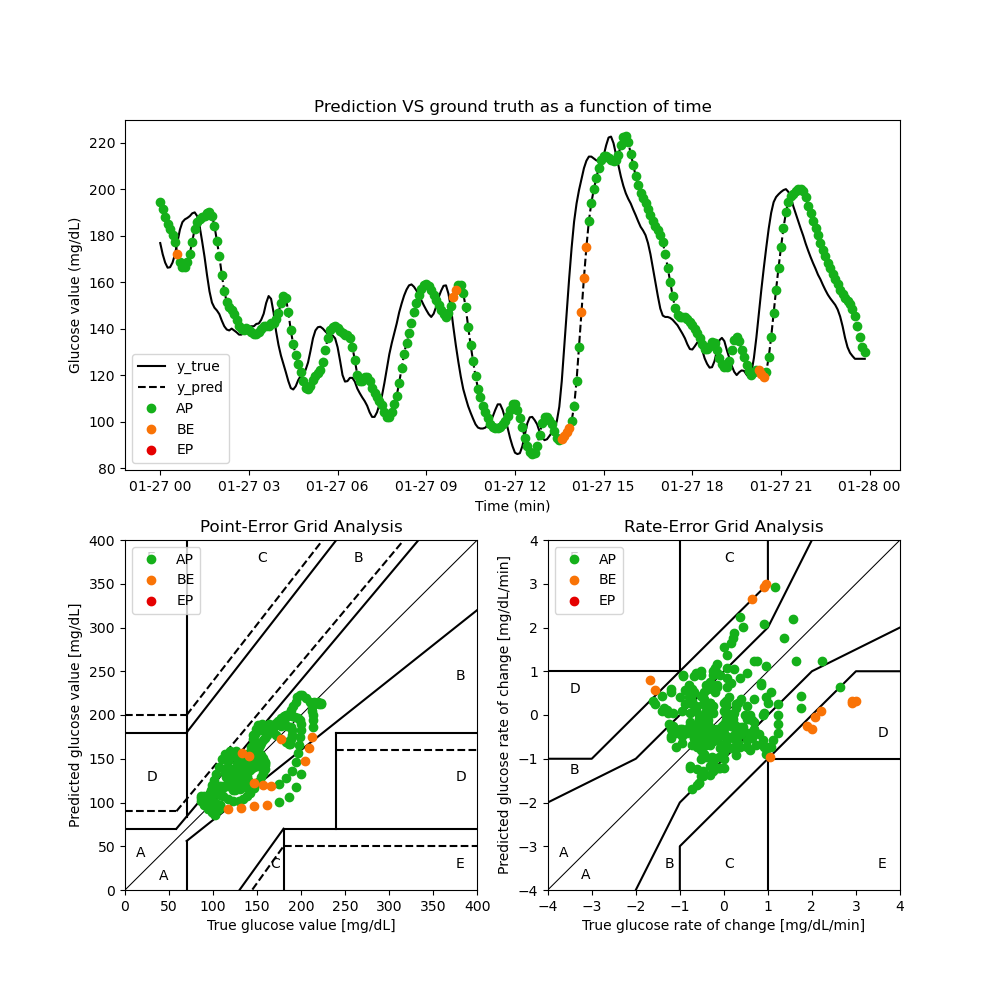 Prediction VS ground truth as a function of time
Glucose value (mg/dL)
220
200
180
160
140
120
100
80
y_true
y_pred
AP
BE
EP
01-27 00 01-27 03 01-27 06 01-27 09 01-27 12 01-27 15 01-27 18 01-27 21 01-28 00
Time (min)
Point-Error Grid Analysis
Predicted glucose value [mg/dL]
400
350
300
250
200
150
100
50
0
AP
BE
EP
C
B
B
D
D
A
A
C
E
0 50 100 150 200 250 300 350 400
True glucose value [mg/dL]
Rate-Error Grid Analysis
Predicted glucose rate of change [mg/dL/min]
4
3
2
1
0
−1
−2
−3
−4
AP
BE
EP
C
D
D
B
A
A
B
C
E
−4 −3 −2 −1 0 1 2 3 4
True glucose rate of change [mg/dL/min]